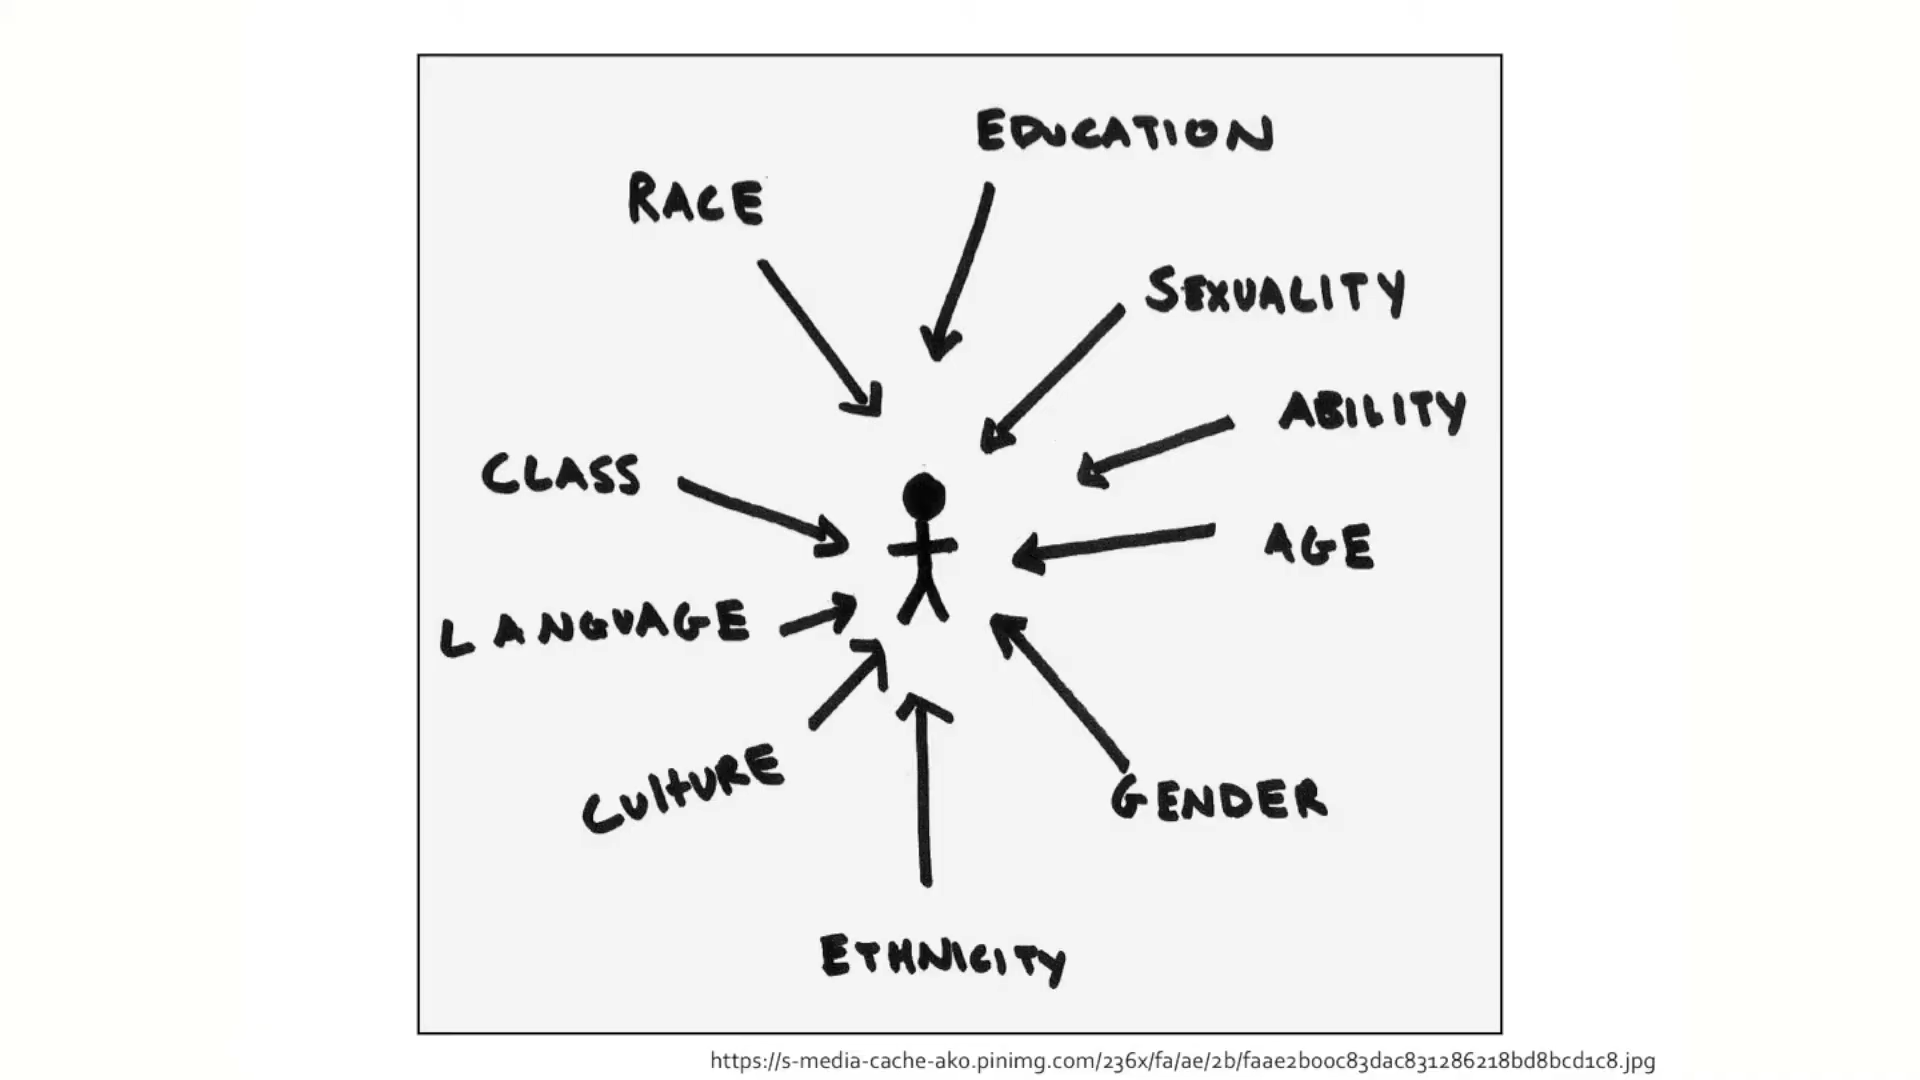 EDUCATION
RACE
SEXUALITY
ABILITY
CLASS
AGE
LANGUAGE
CULTURE
GENDER
ETHNICITY
https://s-media-cache-ak0.pinimg.com/236x/fa/ae/2b/faae2b00c83dac831286218bd8bcd1c8.jpg